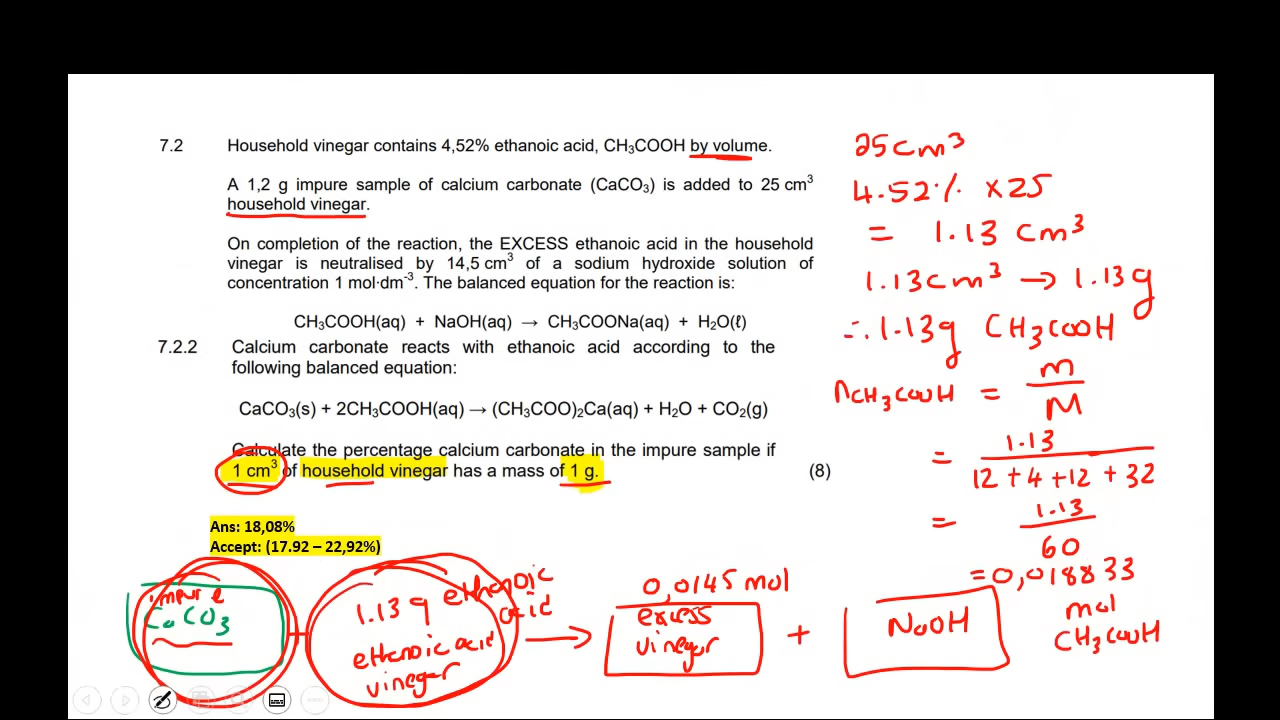 7.2 Household vinegar contains 4,52% ethanoic acid, CH₃COOH by volume.
A 1,2 g impure sample of calcium carbonate (CaCO₃) is added to 25 cm³
household vinegar.
On completion of the reaction, the EXCESS ethanoic acid in the household
vinegar is neutralised by 14,5 cm³ of a sodium hydroxide solution of
concentration 1 mol·dm⁻³. The balanced equation for the reaction is:
CH₃COOH(aq) + NaOH(aq) → CH₃COONa(aq) + H₂O(ℓ)
7.2.2 Calcium carbonate reacts with ethanoic acid according to the
following balanced equation:
CaCO₃(s) + 2CH₃COOH(aq) → (CH₃COO)₂Ca(aq) + H₂O + CO₂(g)
Calculate the percentage calcium carbonate in the impure sample if
1 cm³ of household vinegar has a mass of 1 g. (8)
Ans: 18,08%
Accept: (17.92 – 22,92%)
25cm³
4.52% × 25
= 1.13 cm³
1.13cm³ → 1.13g
∴ 1.13g CH₃COOH
nCH₃COOH = m
M
= 1.13
12 + 4 + 12 + 32
= 1.13
60
= 0,018833
mol
CH₃COOH
impure
CaCO₃
+
1.13g ethanoic
acid
ethanoic acid
vinegar
→
0,0145 mol
excess
vinegar
+
NaOH